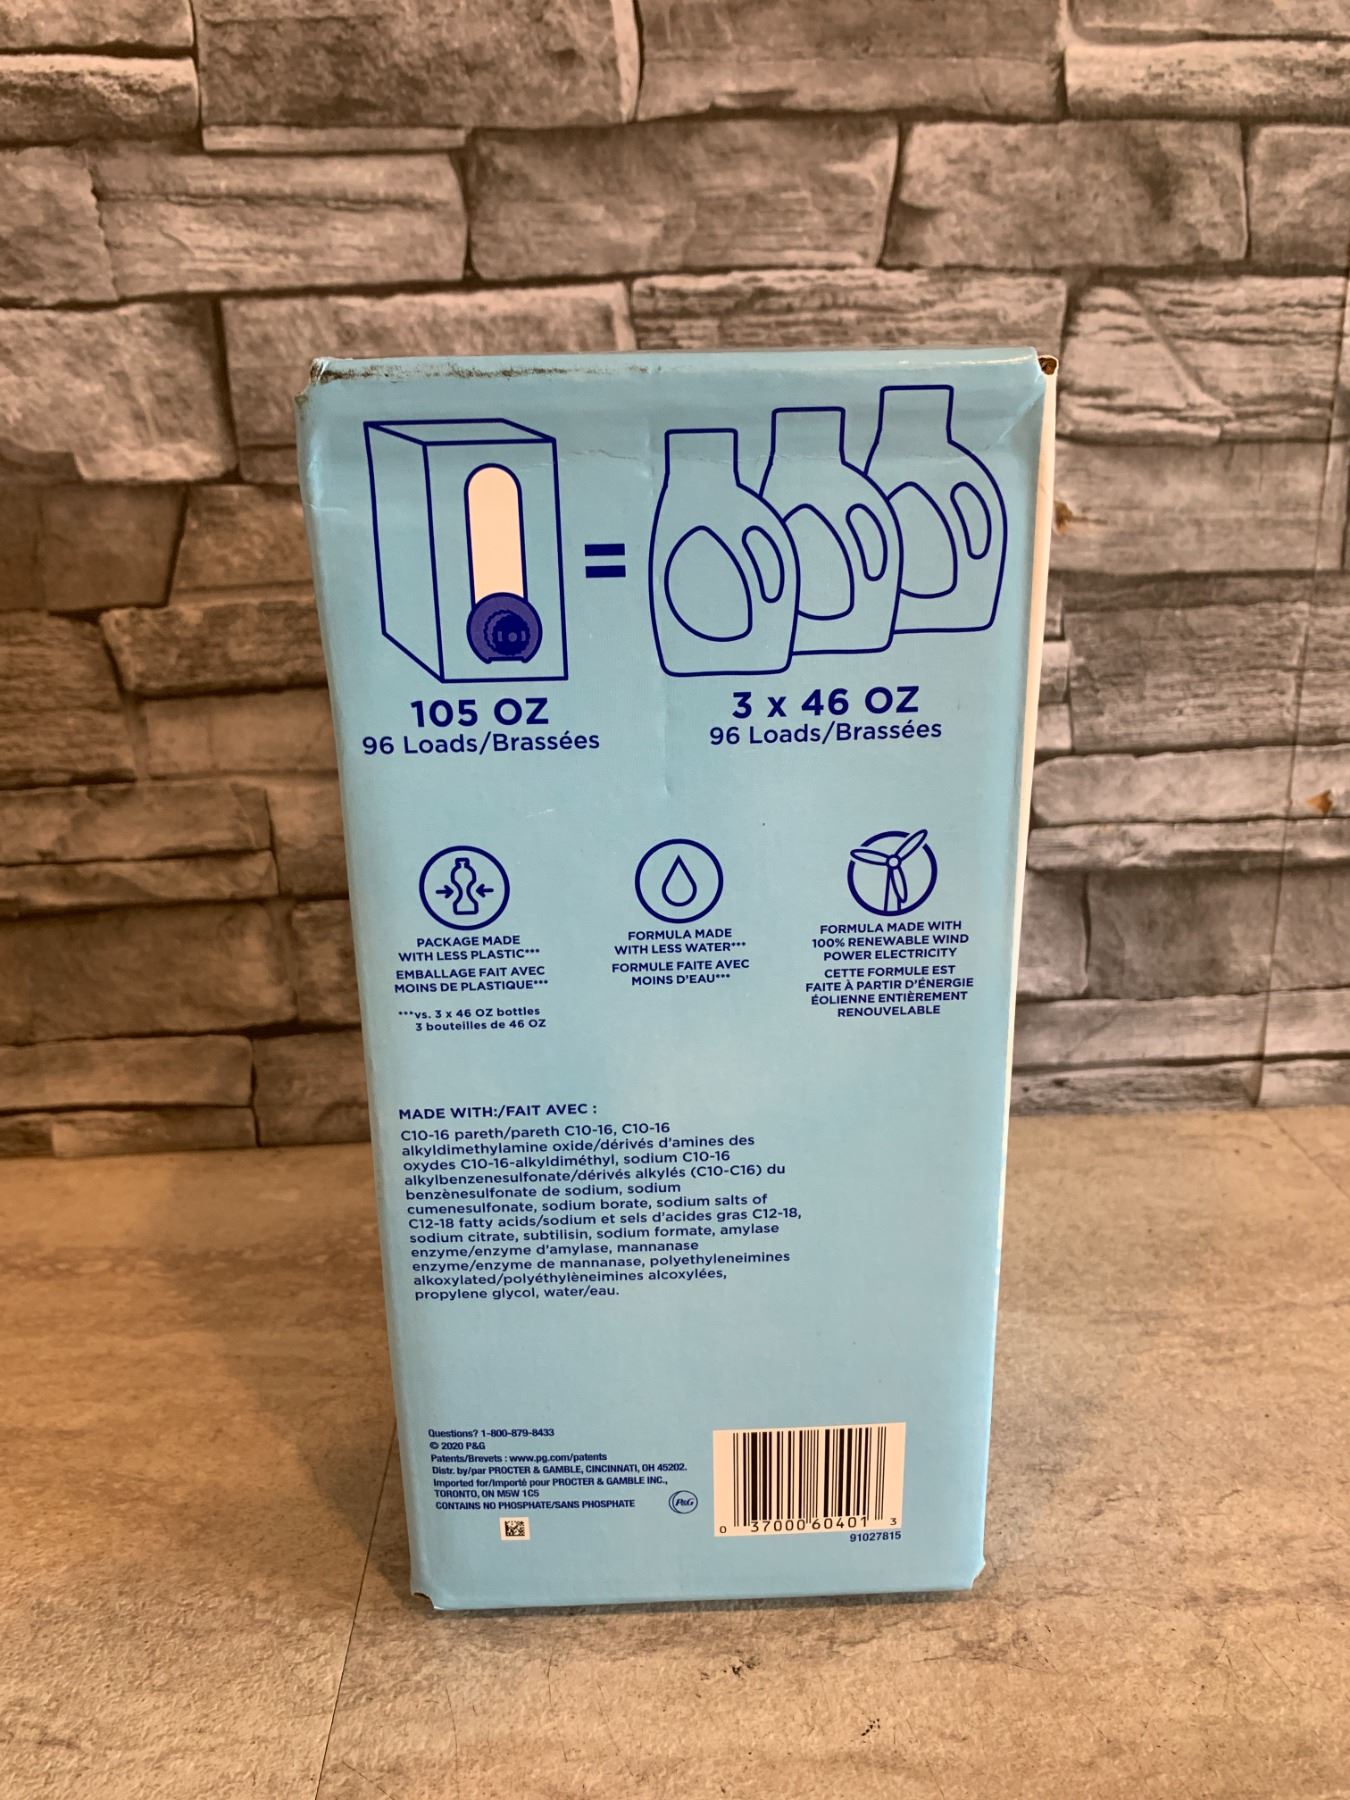 105 OZ
96 Loads/Brassées
3 x 46 OZ
96 Loads/Brassées
PACKAGE MADE
WITH LESS PLASTIC***
EMBALLAGE FAIT AVEC
MOINS DE PLASTIQUE***
***vs. 3 x 46 OZ bottles
3 bouteilles de 46 OZ
FORMULA MADE
WITH LESS WATER***
FORMULE FAITE AVEC
MOINS D'EAU***
FORMULA MADE WITH
100% RENEWABLE WIND
POWER ELECTRICITY
CETTE FORMULE EST
FAITE À PARTIR D'ÉNERGIE
ÉOLIENNE ENTIÈREMENT
RENOUVELABLE
MADE WITH:/FAIT AVEC :
C10-16 pareth/pareth C10-16, C10-16
alkyldimethylamine oxide/dérivés d'amines des
oxydes C10-16-alkyldiméthyl, sodium C10-16
alkylbenzenesulfonate/dérivés alkylés (C10-C16) du
benzènesulfonate de sodium, sodium
cumenesulfonate, sodium borate, sodium salts of
C12-18 fatty acids/sodium et sels d'acides gras C12-18,
sodium citrate, subtilisin, sodium formate, amylase
enzyme/enzyme d'amylase, mannanase
enzyme/enzyme de mannanase, polyethyleneimines
alkoxylated/polyéthylèneimines alcoxylées,
propylene glycol, water/eau.
Questions? 1-800-879-8433
© 2020 P&G
Patents/Brevets : www.pg.com/patents
Distr. by/par PROCTER & GAMBLE, CINCINNATI, OH 45202.
Imported for/Importé pour PROCTER & GAMBLE INC.,
TORONTO, ON M5W 1C5
CONTAINS NO PHOSPHATE/SANS PHOSPHATE
P&G
0 37000 60401 3
91027815